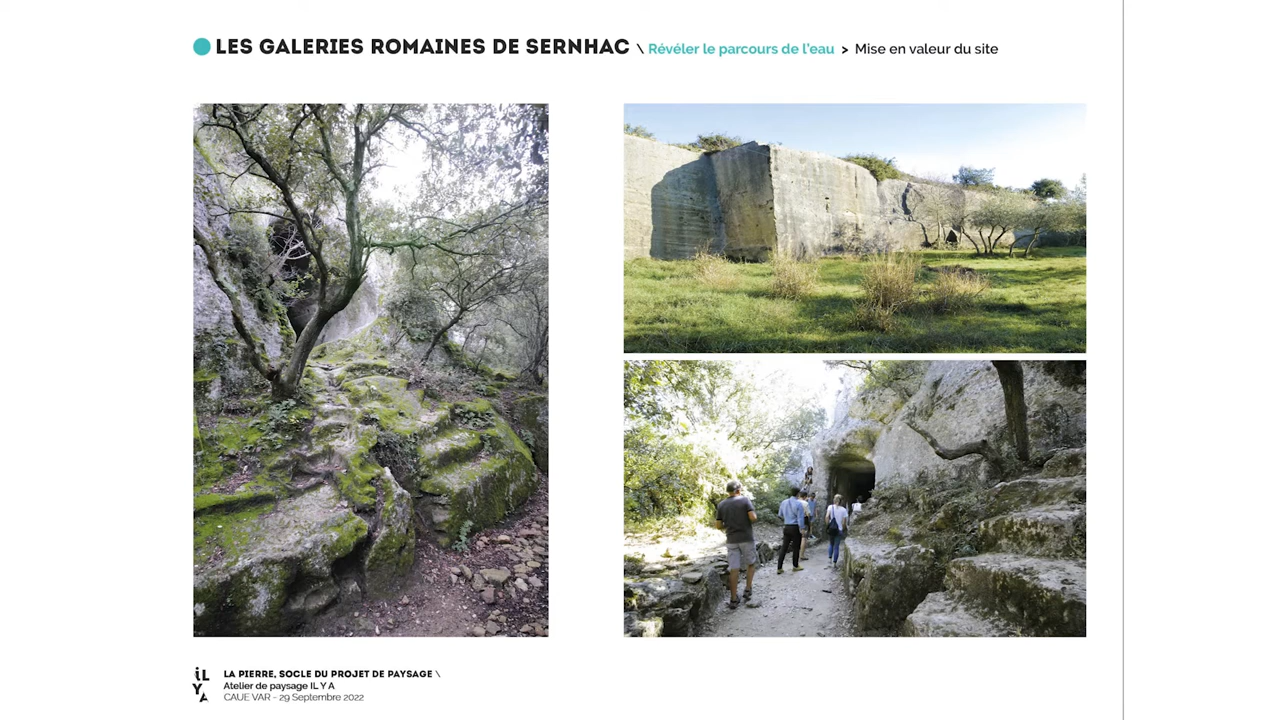 LES GALERIES ROMAINES DE SERNHAC \ Révéler le parcours de l'eau > Mise en valeur du site
iL
YA
LA PIERRE, SOCLE DU PROJET DE PAYSAGE \
Atelier de paysage IL Y A
CAUE VAR - 29 Septembre 2022